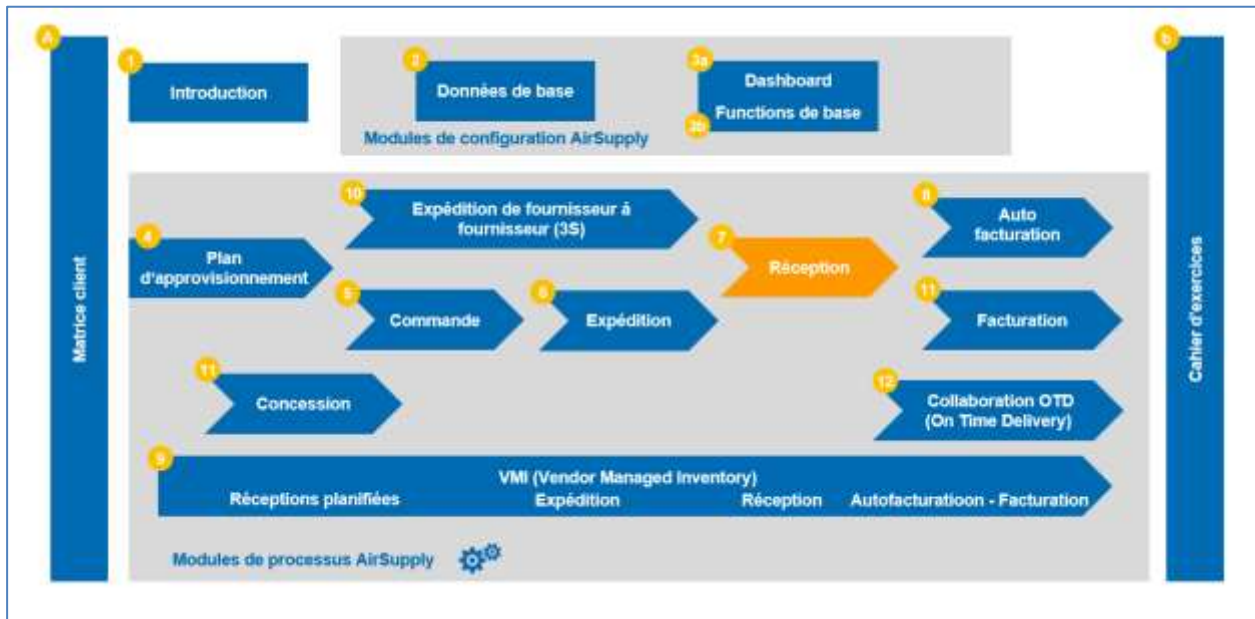 A
Matrice client
1
Introduction
2
Données de base
3a
Dashboard
3b
Functions de base
Modules de configuration AirSupply
b
Cahier d'exercices
10
Expédition de fournisseur à
fournisseur (3S)
4
Plan
d'approvisionnement
5
Commande
6
Expédition
7
Réception
8
Auto
facturation
11
Facturation
11
Concession
12
Collaboration OTD
(On Time Delivery)
9
VMI (Vendor Managed Inventory)
Réceptions planifiées Expédition Réception Autofacturatioon - Facturation
Modules de processus AirSupply